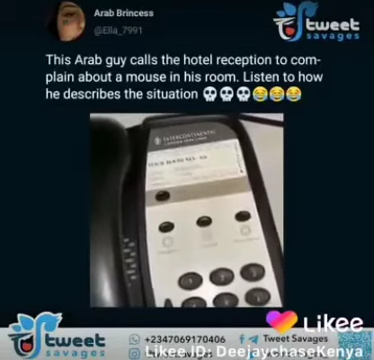 Arab Brincess
@Ella_7991
tweet
savages
This Arab guy calls the hotel reception to com-
plain about a mouse in his room. Listen to how
he describes the situation 💀💀💀😂😂😂
INTERCONTINENTAL
Likee
tweet
savages
+2347069170406
Tweet Savages
Likee ID: DeejaychaseKenya